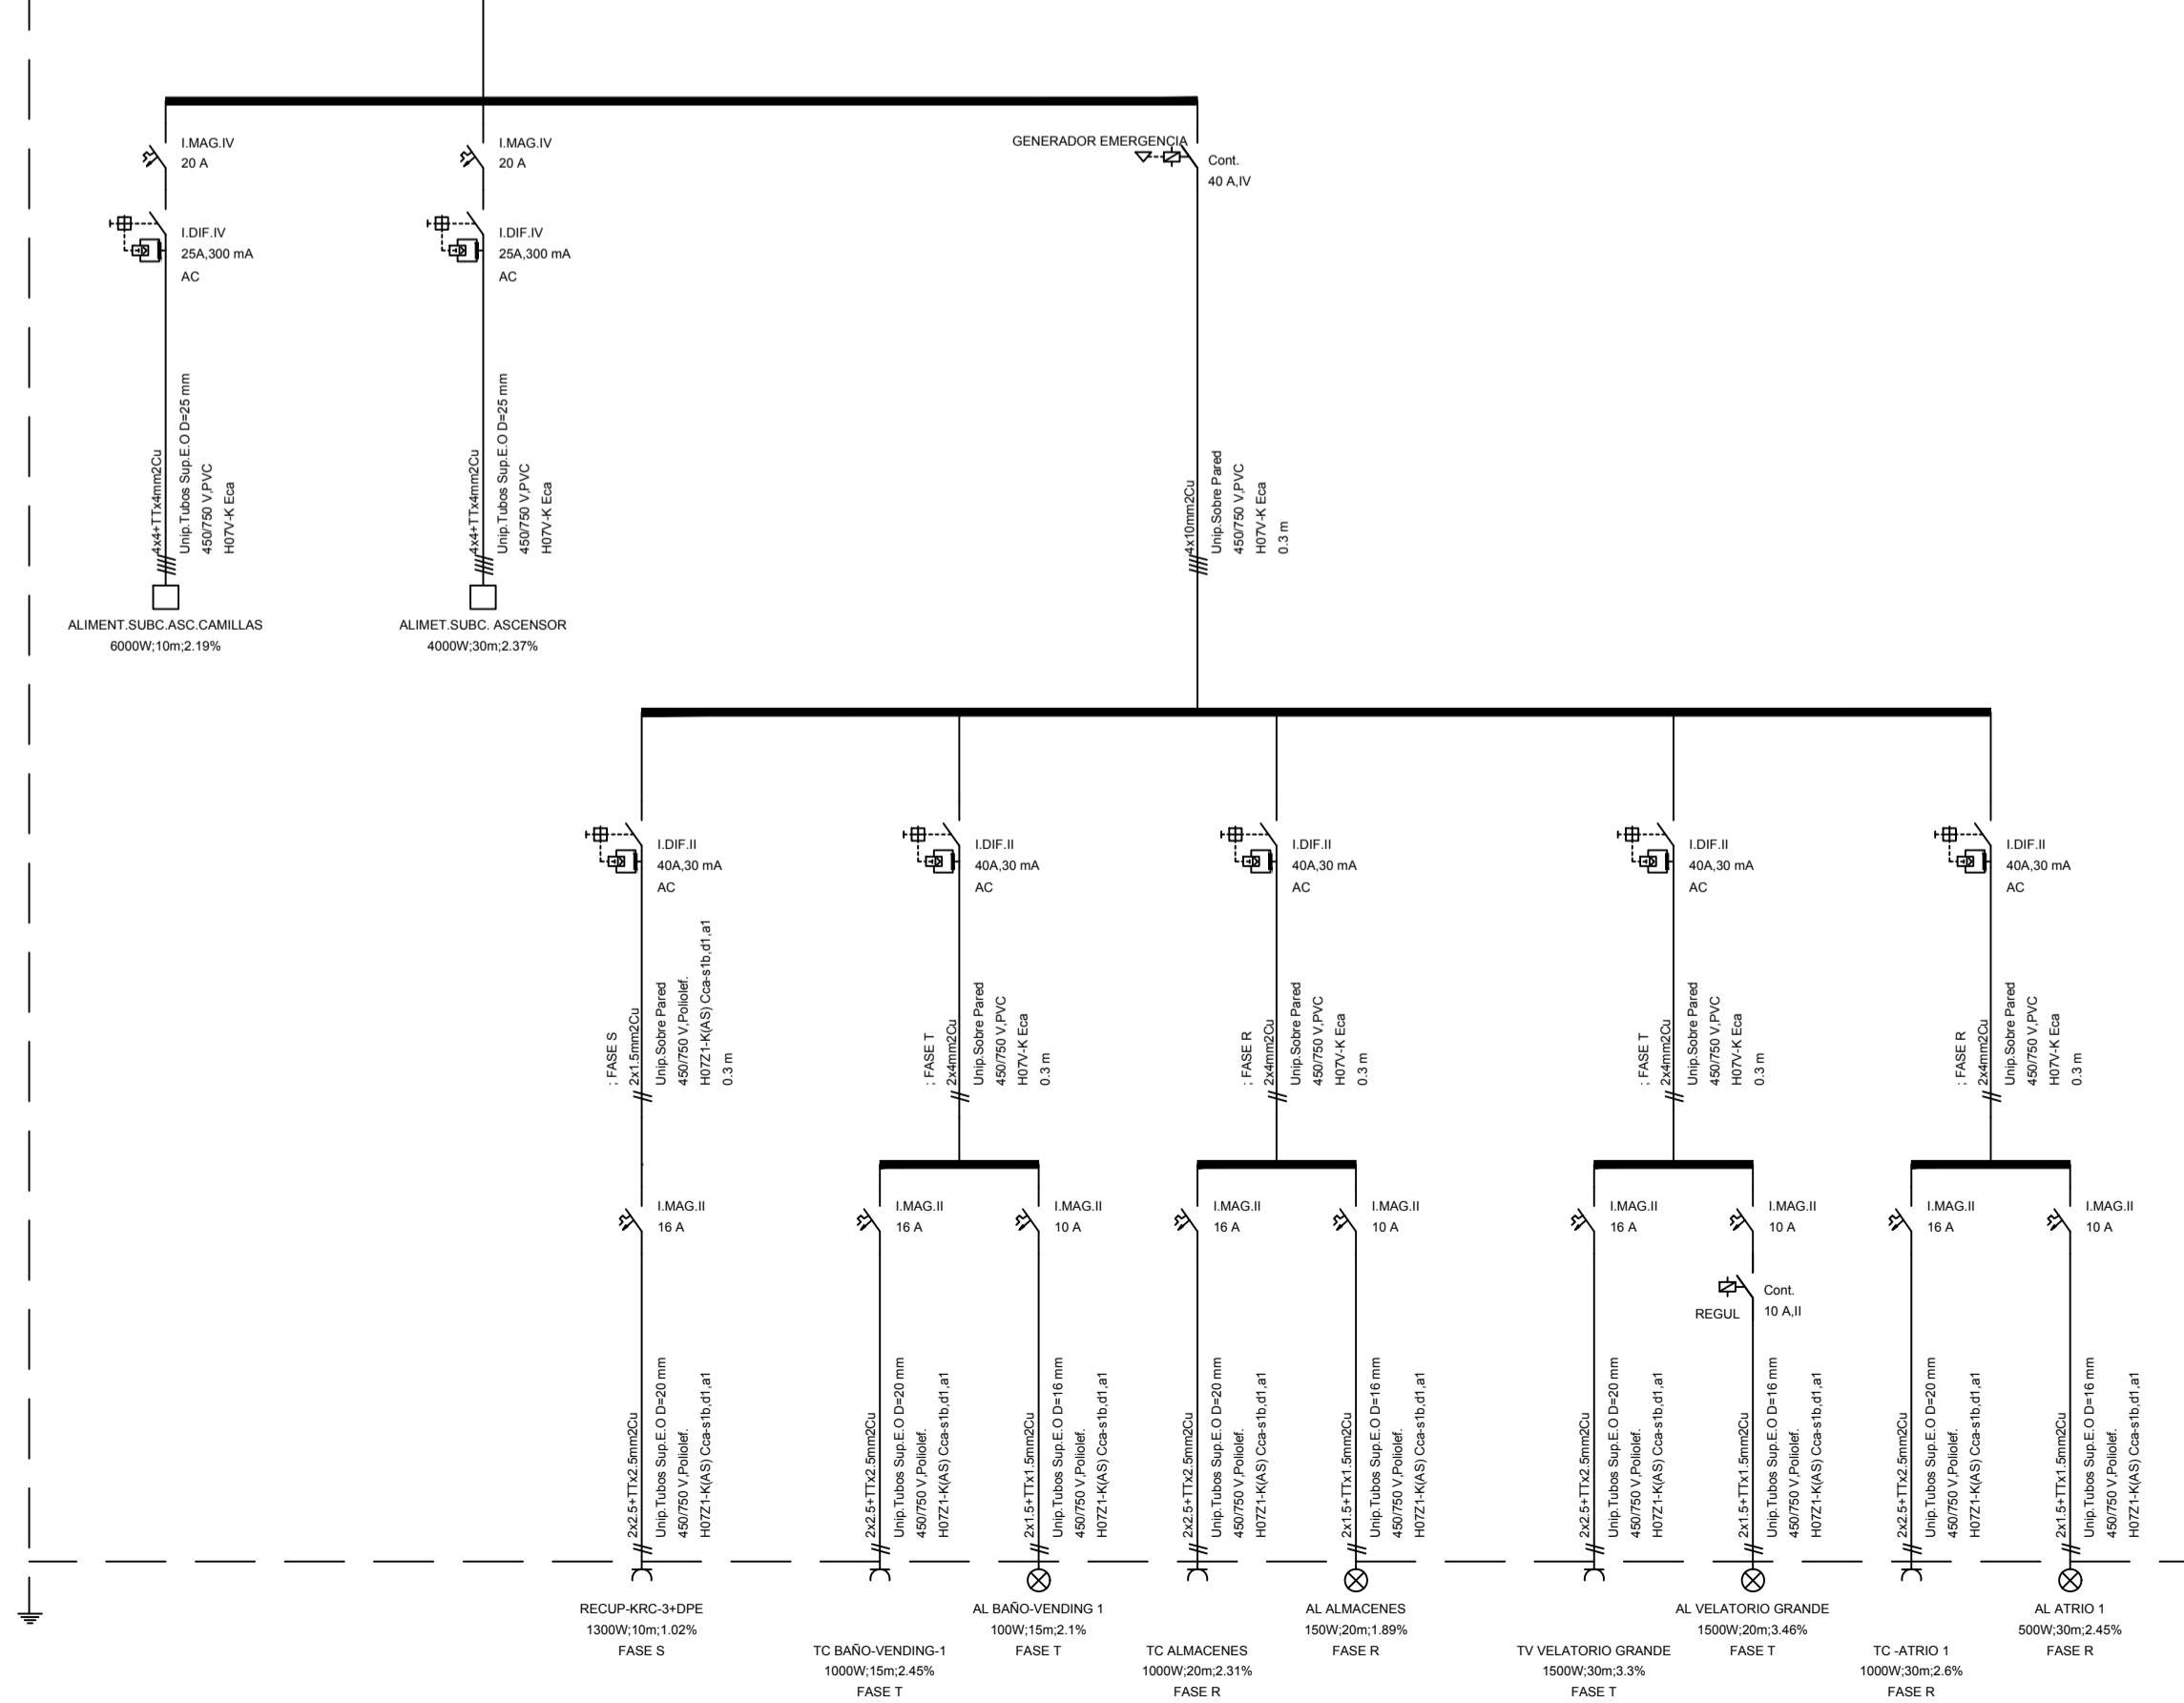 I.MAG.IV
20 A
I.DIF.IV
25A,300 mA
AC
4x4+TTx4mm2Cu
Unip.Tubos Sup.E.O D=25 mm
450/750 V,PVC
H07V-K Eca
ALIMENT.SUBC.ASC.CAMILLAS
6000W;10m;2.19%
I.MAG.IV
20 A
I.DIF.IV
25A,300 mA
AC
4x4+TTx4mm2Cu
Unip.Tubos Sup.E.O D=25 mm
450/750 V,PVC
H07V-K Eca
ALIMET.SUBC. ASCENSOR
4000W;30m;2.37%
GENERADOR EMERGENCIA
Cont.
40 A,IV
4x10mm2Cu
Unip.Sobre Pared
450/750 V,PVC
H07V-K Eca
0.3 m
I.DIF.II
40A,30 mA
AC
; FASE S
2x1.5mm2Cu
Unip.Sobre Pared
450/750 V,Poliolef.
H07Z1-K(AS) Cca-s1b,d1,a1
0.3 m
I.DIF.II
40A,30 mA
AC
; FASE T
2x4mm2Cu
Unip.Sobre Pared
450/750 V,PVC
H07V-K Eca
0.3 m
I.DIF.II
40A,30 mA
AC
; FASE R
2x4mm2Cu
Unip.Sobre Pared
450/750 V,PVC
H07V-K Eca
0.3 m
I.DIF.II
40A,30 mA
AC
; FASE T
2x4mm2Cu
Unip.Sobre Pared
450/750 V,PVC
H07V-K Eca
0.3 m
I.DIF.II
40A,30 mA
AC
; FASE R
2x4mm2Cu
Unip.Sobre Pared
450/750 V,PVC
H07V-K Eca
0.3 m
I.MAG.II
16 A
2x2.5+TTx2.5mm2Cu
Unip.Tubos Sup.E.O D=20 mm
450/750 V,Poliolef.
H07Z1-K(AS) Cca-s1b,d1,a1
RECUP-KRC-3+DPE
1300W;10m;1.02%
FASE S
I.MAG.II
16 A
2x2.5+TTx2.5mm2Cu
Unip.Tubos Sup.E.O D=20 mm
450/750 V,Poliolef.
H07Z1-K(AS) Cca-s1b,d1,a1
TC BAÑO-VENDING-1
1000W;15m;2.45%
FASE T
I.MAG.II
10 A
2x1.5+TTx1.5mm2Cu
Unip.Tubos Sup.E.O D=16 mm
450/750 V,Poliolef.
H07Z1-K(AS) Cca-s1b,d1,a1
AL BAÑO-VENDING 1
100W;15m;2.1%
FASE T
I.MAG.II
16 A
2x2.5+TTx2.5mm2Cu
Unip.Tubos Sup.E.O D=20 mm
450/750 V,Poliolef.
H07Z1-K(AS) Cca-s1b,d1,a1
TC ALMACENES
1000W;20m;2.31%
FASE R
I.MAG.II
10 A
2x1.5+TTx1.5mm2Cu
Unip.Tubos Sup.E.O D=16 mm
450/750 V,Poliolef.
H07Z1-K(AS) Cca-s1b,d1,a1
AL ALMACENES
150W;20m;1.89%
FASE R
I.MAG.II
16 A
2x2.5+TTx2.5mm2Cu
Unip.Tubos Sup.E.O D=20 mm
450/750 V,Poliolef.
H07Z1-K(AS) Cca-s1b,d1,a1
TV VELATORIO GRANDE
1500W;30m;3.3%
FASE T
I.MAG.II
10 A
Cont.
10 A,II
REGUL
2x1.5+TTx1.5mm2Cu
Unip.Tubos Sup.E.O D=16 mm
450/750 V,Poliolef.
H07Z1-K(AS) Cca-s1b,d1,a1
AL VELATORIO GRANDE
1500W;20m;3.46%
FASE T
I.MAG.II
16 A
2x2.5+TTx2.5mm2Cu
Unip.Tubos Sup.E.O D=20 mm
450/750 V,Poliolef.
H07Z1-K(AS) Cca-s1b,d1,a1
TC -ATRIO 1
1000W;30m;2.6%
FASE R
I.MAG.II
10 A
2x1.5+TTx1.5mm2Cu
Unip.Tubos Sup.E.O D=16 mm
450/750 V,Poliolef.
H07Z1-K(AS) Cca-s1b,d1,a1
AL ATRIO 1
500W;30m;2.45%
FASE R